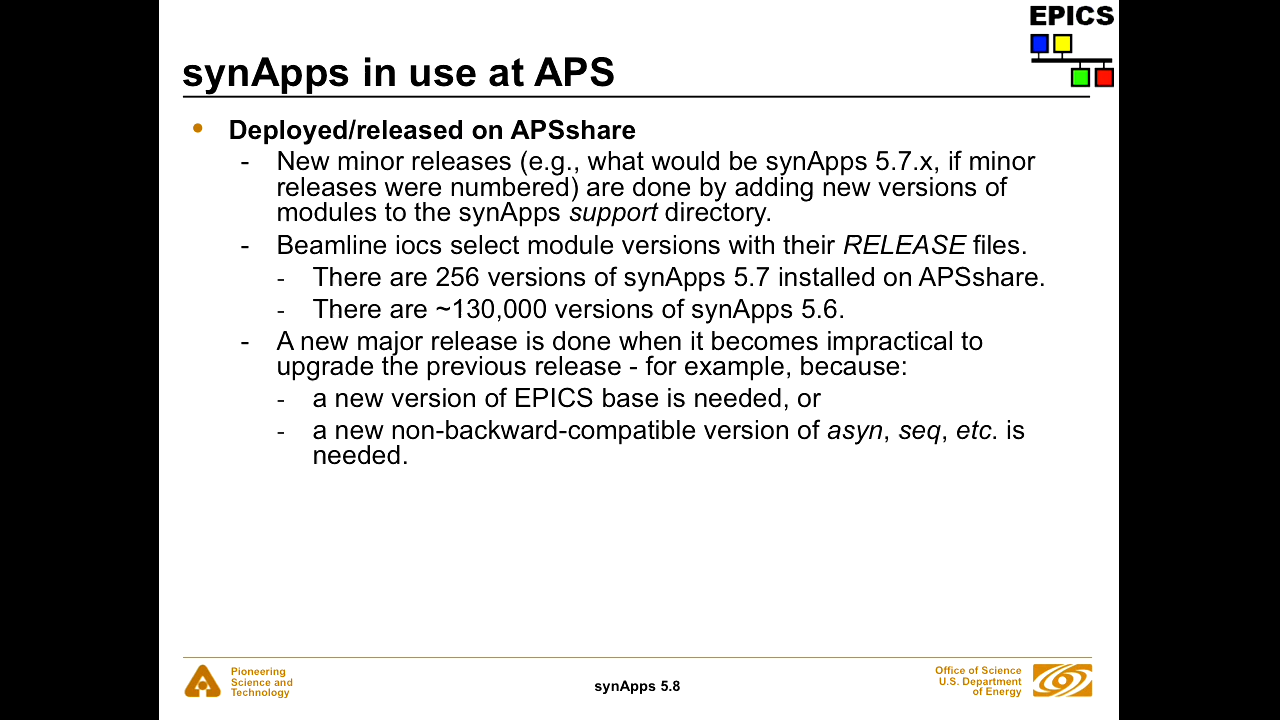 EPICS
synApps in use at APS
• Deployed/released on APSshare
- New minor releases (e.g., what would be synApps 5.7.x, if minor
releases were numbered) are done by adding new versions of
modules to the synApps support directory.
- Beamline iocs select module versions with their RELEASE files.
- There are 256 versions of synApps 5.7 installed on APSshare.
- There are ~130,000 versions of synApps 5.6.
- A new major release is done when it becomes impractical to
upgrade the previous release - for example, because:
- a new version of EPICS base is needed, or
- a new non-backward-compatible version of asyn, seq, etc. is
needed.
Pioneering
Science and
Technology
synApps 5.8
Office of Science
U.S. Department
of Energy